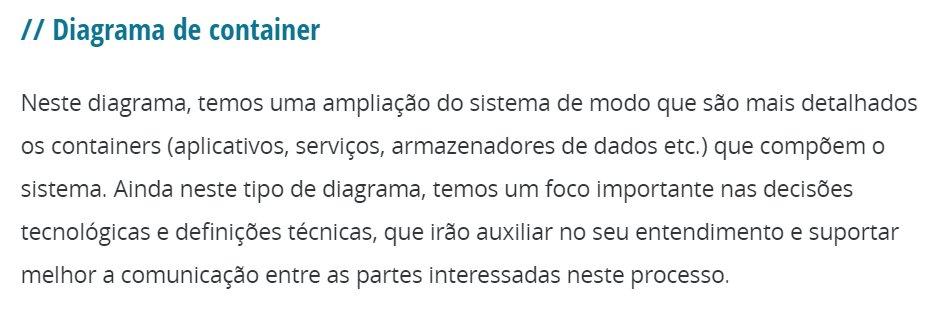 // Diagrama de container
Neste diagrama, temos uma ampliação do sistema de modo que são mais detalhados
os containers (aplicativos, serviços, armazenadores de dados etc.) que compõem o
sistema. Ainda neste tipo de diagrama, temos um foco importante nas decisões
tecnológicas e definições técnicas, que irão auxiliar no seu entendimento e suportar
melhor a comunicação entre as partes interessadas neste processo.